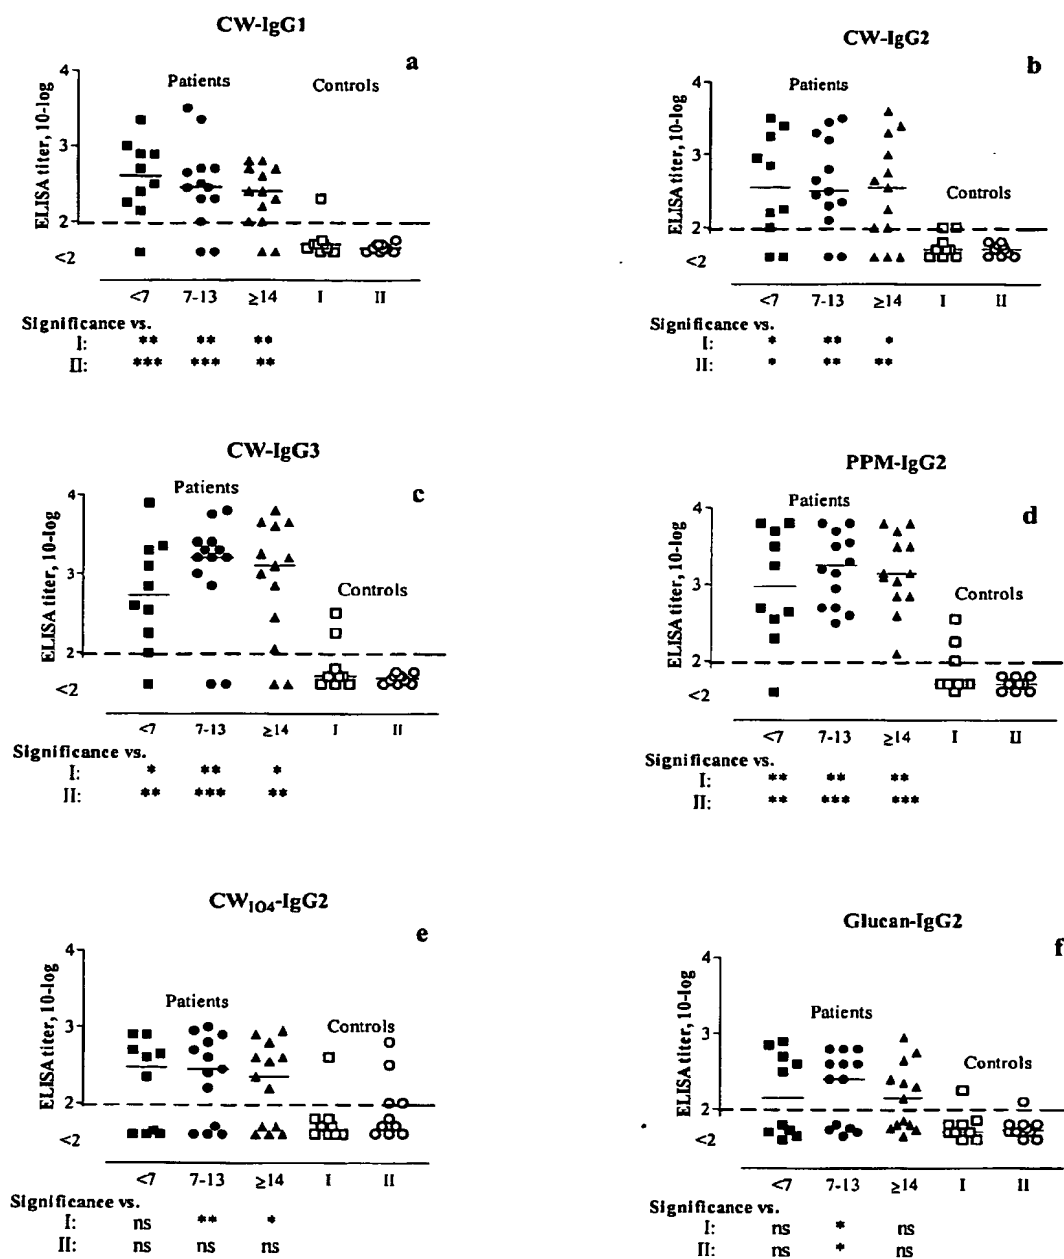 CW-IgG1
a
Patients
Controls
ELISA titer, 10-log
4
3
2
<2
<7 7-13 ≥14 I II
Significance vs.
I: ** ** **
II: *** *** **
CW-IgG2
b
Patients
Controls
ELISA titer, 10-log
4
3
2
<2
<7 7-13 ≥14 I II
Significance vs.
I: * ** *
II: * ** **
CW-IgG3
c
Patients
Controls
ELISA titer, 10-log
4
3
2
<2
<7 7-13 ≥14 I II
Significance vs.
I: * ** *
II: ** *** **
PPM-IgG2
d
Patients
Controls
ELISA titer, 10-log
4
3
2
<2
<7 7-13 ≥14 I II
Significance vs.
I: ** ** **
II: ** *** ***
CW104-IgG2
e
Patients
Controls
ELISA titer, 10-log
4
3
2
<2
<7 7-13 ≥14 I II
Significance vs.
I: ns ** *
II: ns ns ns
Glucan-IgG2
f
Patients
Controls
ELISA titer, 10-log
4
3
2
<2
<7 7-13 ≥14 I II
Significance vs.
I: ns * ns
II: ns * ns